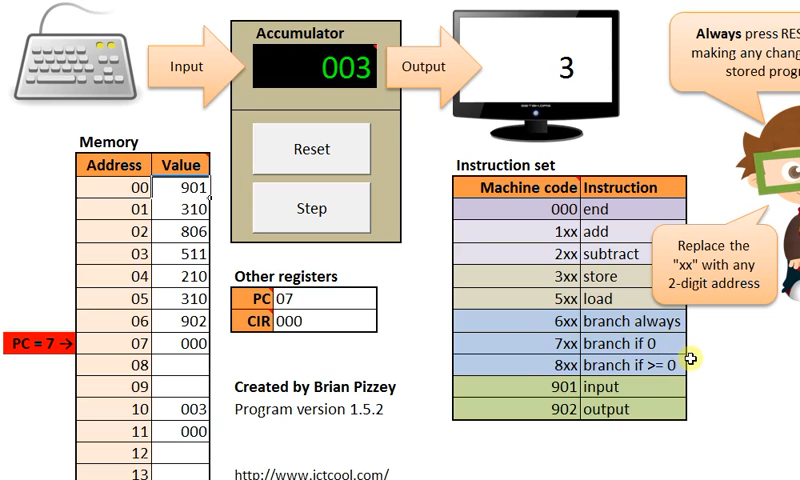 Input
Accumulator
003
Output
3
Always press RES
making any chang
stored progr
Memory
Address Value
00 901
01 310
02 806
03 511
04 210
05 310
06 902
PC = 7 → 07 000
08
09
10 003
11 000
12
13
Reset
Step
Other registers
PC 07
CIR 000
Created by Brian Pizzey
Program version 1.5.2
http://www.ictcool.com/
Instruction set
Machine code Instruction
000 end
1xx add
2xx subtract
3xx store
5xx load
6xx branch always
7xx branch if 0
8xx branch if >= 0
901 input
902 output
Replace the
"xx" with any
2-digit address